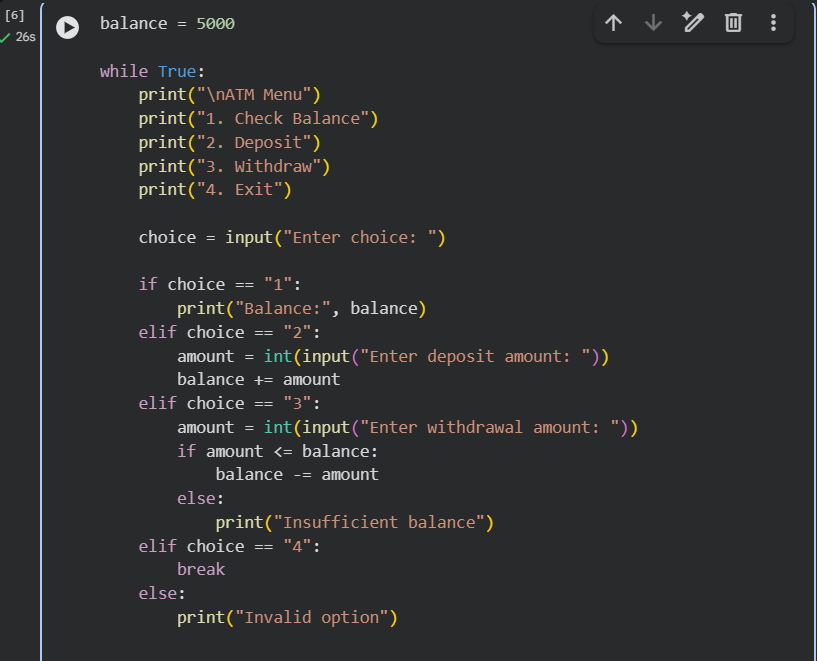 [6]
26s
balance = 5000

while True:
    print("\nATM Menu")
    print("1. Check Balance")
    print("2. Deposit")
    print("3. Withdraw")
    print("4. Exit")

    choice = input("Enter choice: ")

    if choice == "1":
        print("Balance:", balance)
    elif choice == "2":
        amount = int(input("Enter deposit amount: "))
        balance += amount
    elif choice == "3":
        amount = int(input("Enter withdrawal amount: "))
        if amount <= balance:
            balance -= amount
        else:
            print("Insufficient balance")
    elif choice == "4":
        break
    else:
        print("Invalid option")